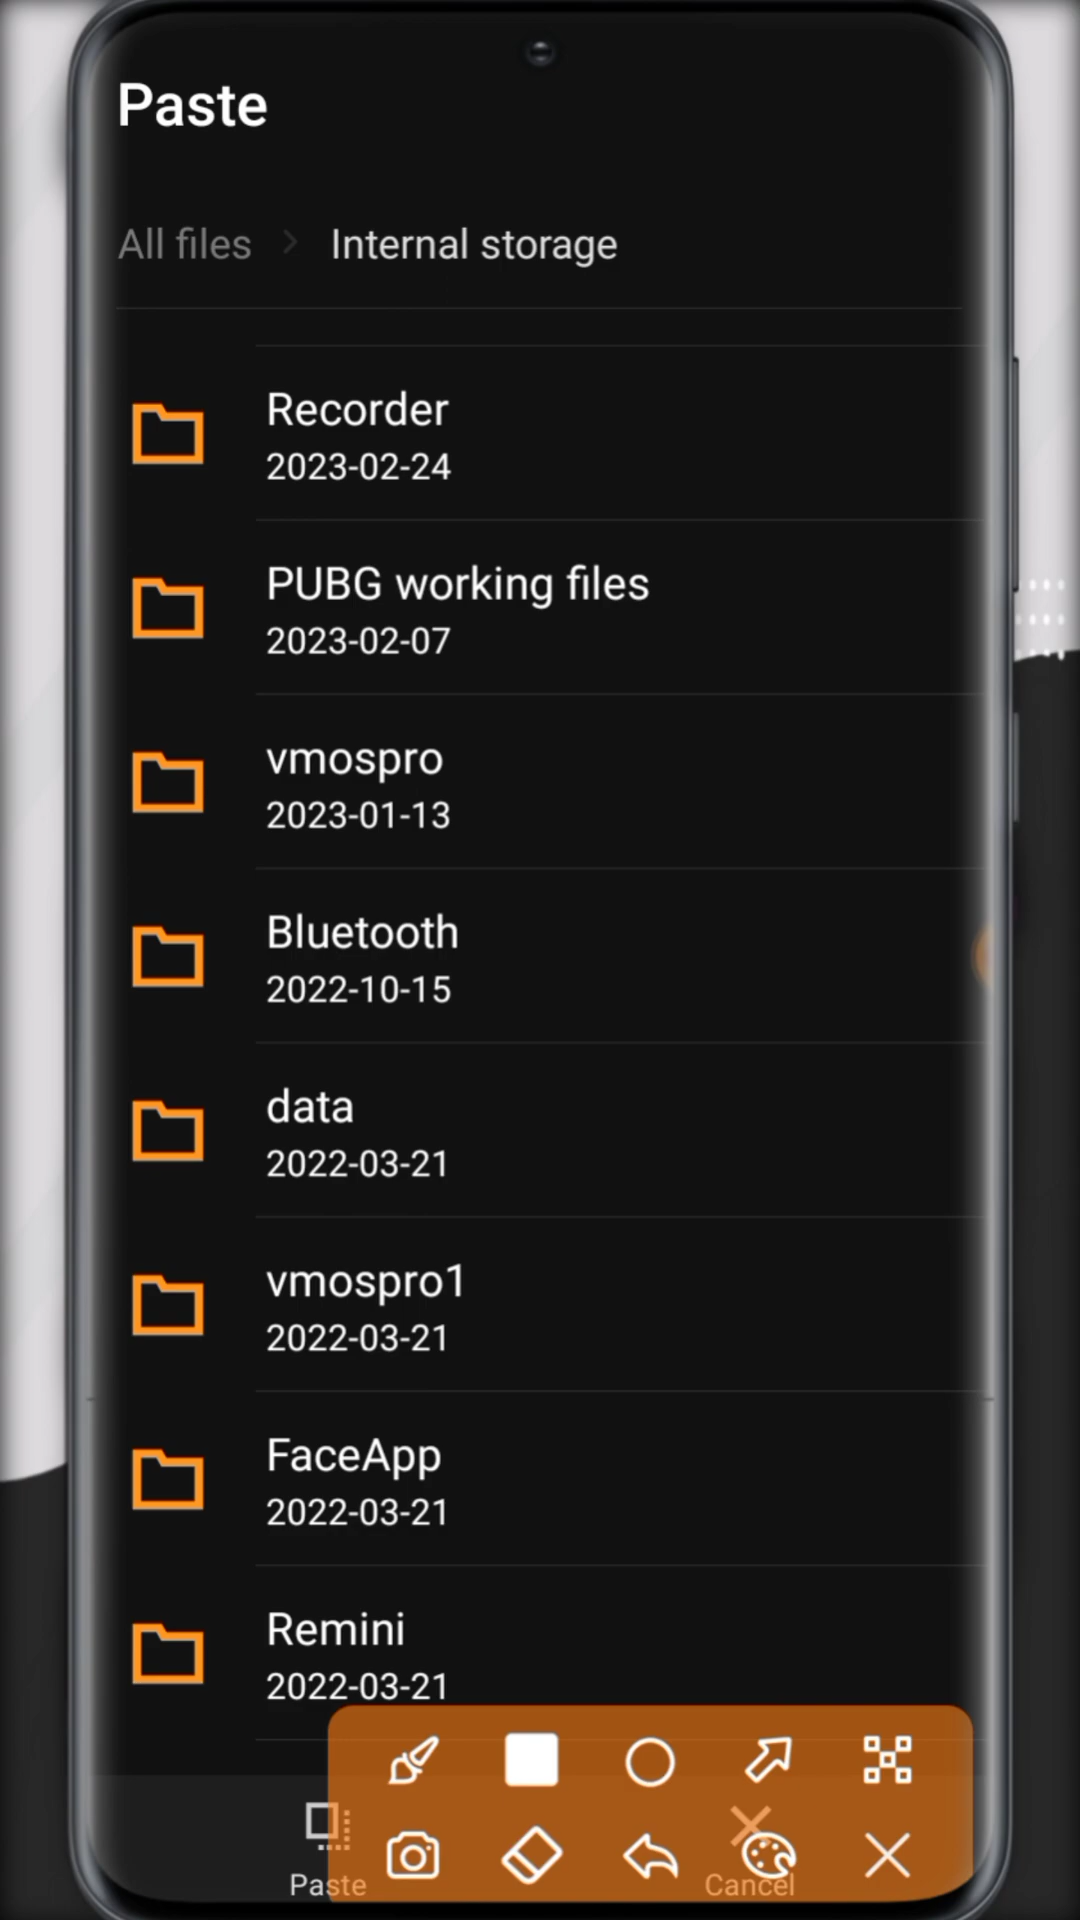 Paste
All files > Internal storage
Recorder
2023-02-24
PUBG working files
2023-02-07
vmospro
2023-01-13
Bluetooth
2022-10-15
data
2022-03-21
vmospro1
2022-03-21
FaceApp
2022-03-21
Remini
2022-03-21
Paste
Cancel